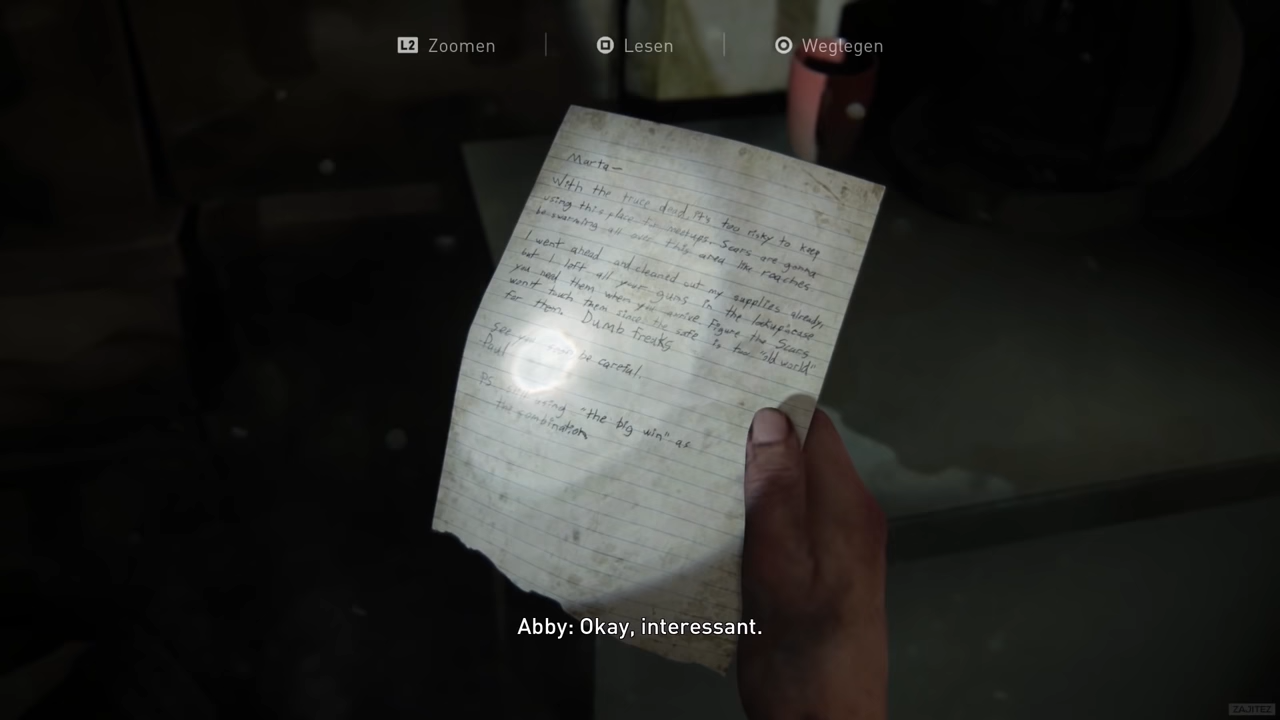 L2 Zoomen
Lesen
Weglegen
Marta—
With the truce dead, it's too risky to keep
using this place for meetups. Scars are gonna
be swarming all over this area like roaches.
I went ahead and cleaned out my supplies already,
but I left all your guns in the lockup in case
you need them when you arrive. Figure the Scars
won't touch them since the safe is too "old world"
for them. Dumb freaks
See you be careful.
-Paul
PS. using "the big win" as
the combination
Abby: Okay, interessant.
ZAJITEZ